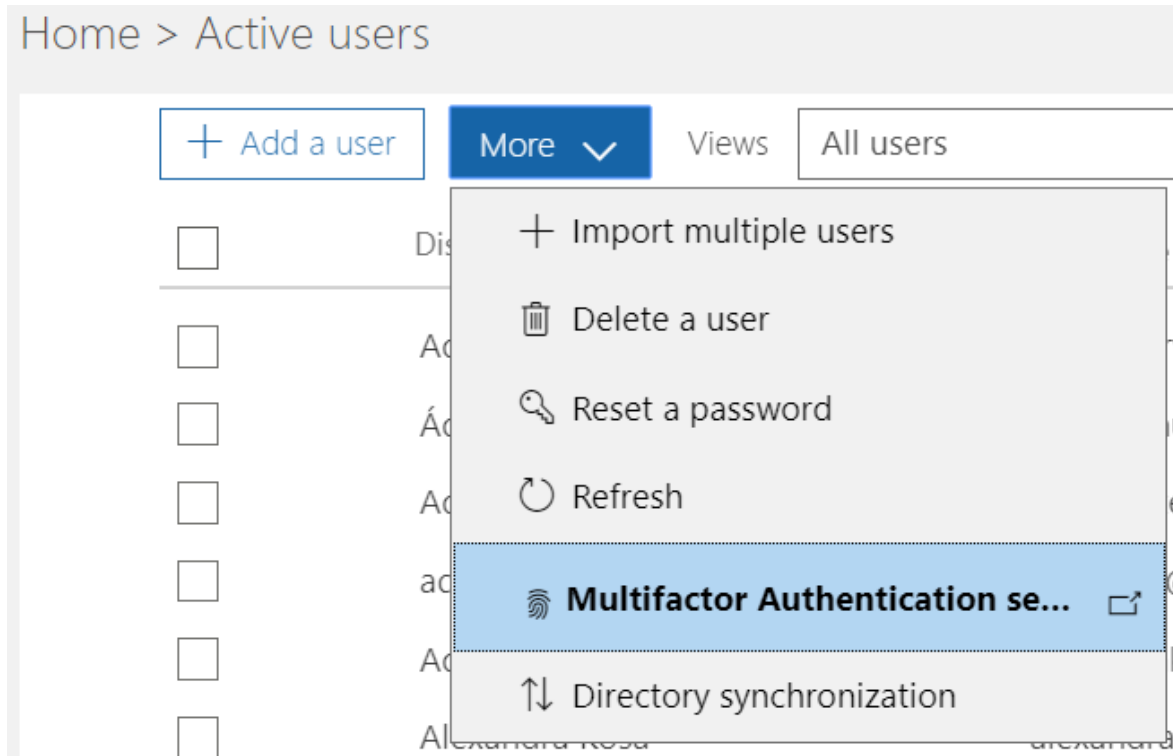 Home > Active users
+ Add a user
More
Views
All users
Import multiple users
Delete a user
Reset a password
Refresh
Multifactor Authentication se...
Directory synchronization